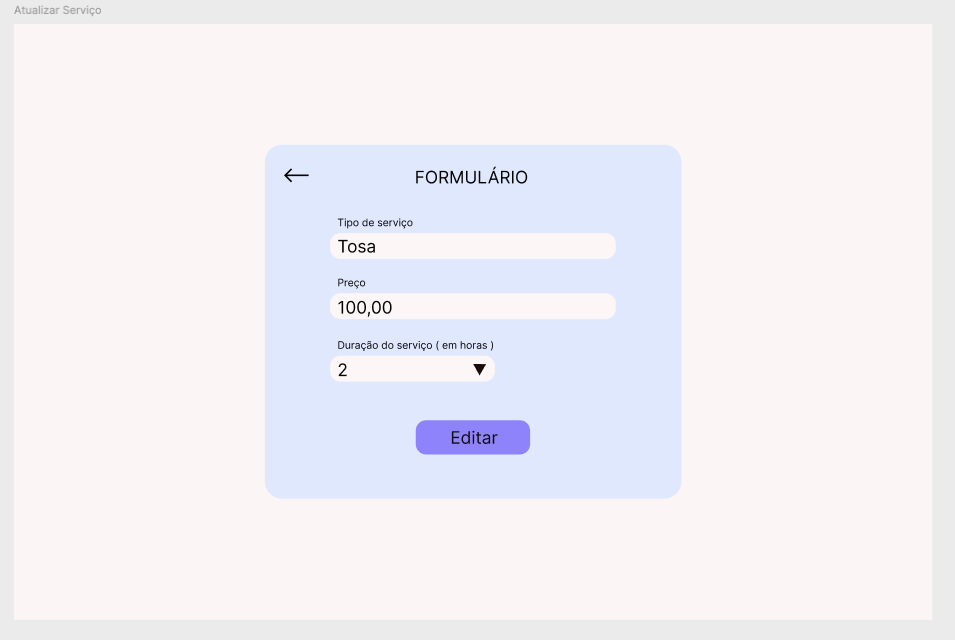 Atualizar Serviço
FORMULÁRIO
Tipo de serviço
Tosa
Preço
100,00
Duração do serviço ( em horas )
2
Editar